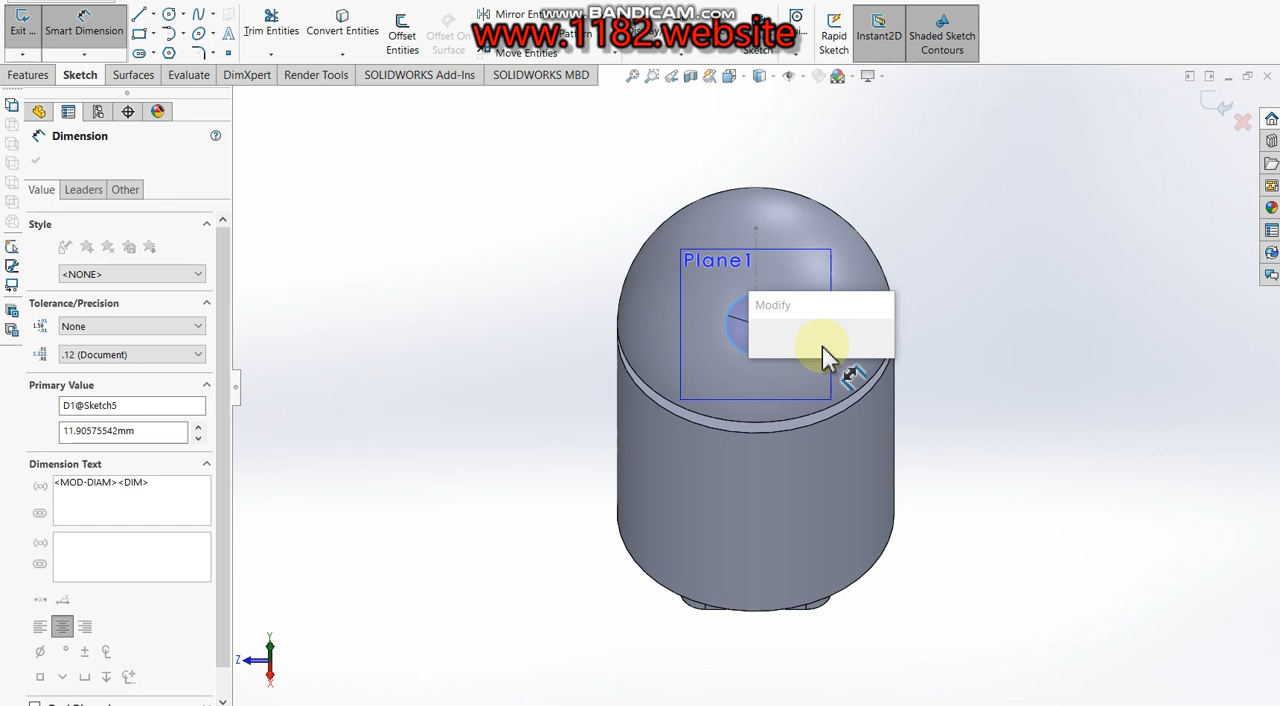 www.BANDICAM.com
www.1182.website
Exit ...
Smart Dimension
Trim Entities
Convert Entities
Offset Entities
Offset On Surface
Mirror Entities
Move Entities
Rapid Sketch
Instant2D
Shaded Sketch Contours
Features
Sketch
Surfaces
Evaluate
DimXpert
Render Tools
SOLIDWORKS Add-Ins
SOLIDWORKS MBD
Dimension
Value
Leaders
Other
Style
<NONE>
Tolerance/Precision
None
.12 (Document)
Primary Value
D1@Sketch5
11.90575542mm
Dimension Text
<MOD-DIAM><DIM>
Plane1
Modify
Y
Z
X